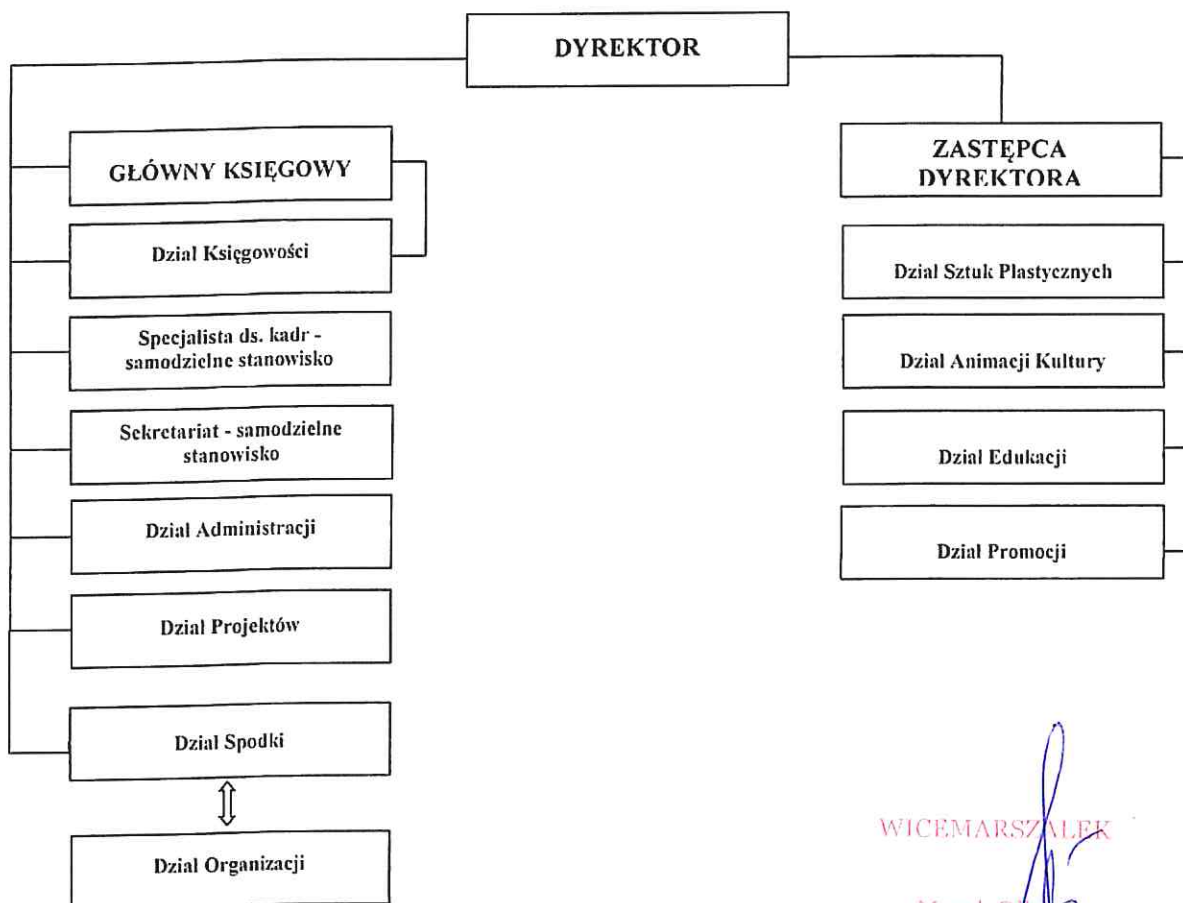 DYREKTOR
GŁÓWNY KSIĘGOWY
Dział Księgowości
Specjalista ds. kadr -
samodzielne stanowisko
Sekretariat - samodzielne
stanowisko
Dział Administracji
Dział Projektów
Dział Spodki
Dział Organizacji
ZASTĘPCA
DYREKTORA
Dział Sztuk Plastycznych
Dział Animacji Kultury
Dział Edukacji
Dział Promocji
WICEMARSZAŁEK